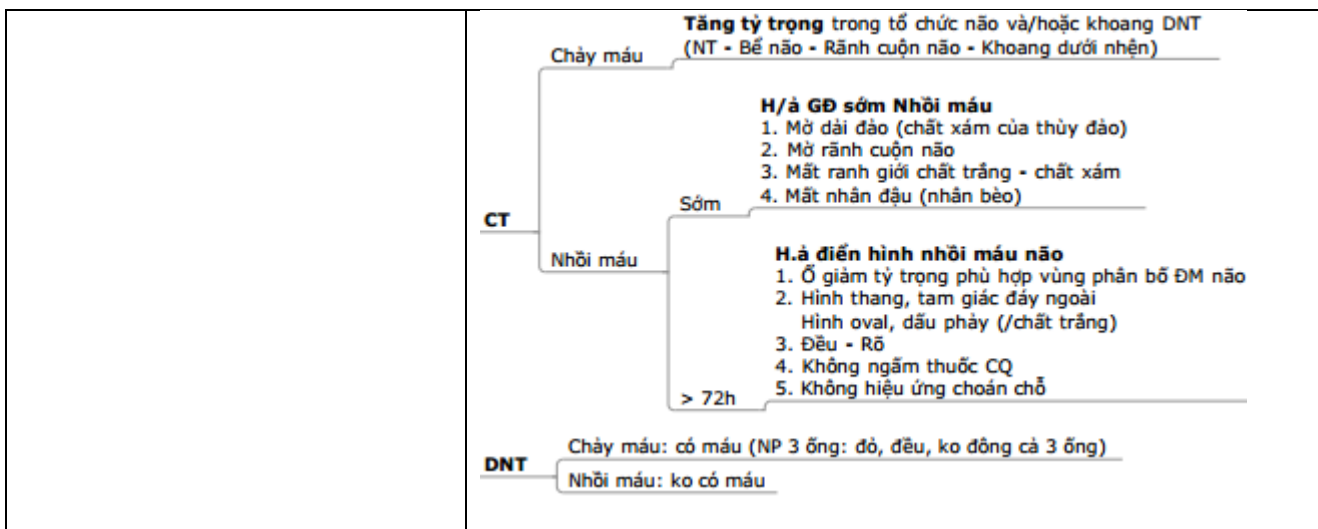 Tăng tỷ trọng trong tổ chức não và/hoặc khoang DNT
(NT - Bể não - Rãnh cuộn não - Khoang dưới nhện)
Chảy máu
H/ả GĐ sớm Nhồi máu
1. Mờ dải đảo (chất xám của thùy đảo)
2. Mờ rãnh cuộn não
3. Mất ranh giới chất trắng - chất xám
4. Mất nhân đậu (nhân bèo)
Sớm
CT
Nhồi máu
H.ả điển hình nhồi máu não
1. Ổ giảm tỷ trọng phù hợp vùng phân bố ĐM não
2. Hình thang, tam giác đáy ngoài
Hình oval, dấu phảy (/chất trắng)
3. Đều - Rõ
4. Không ngấm thuốc CQ
5. Không hiệu ứng choán chỗ
> 72h
Chảy máu: có máu (NP 3 ống: đỏ, đều, ko đông cả 3 ống)
DNT
Nhồi máu: ko có máu